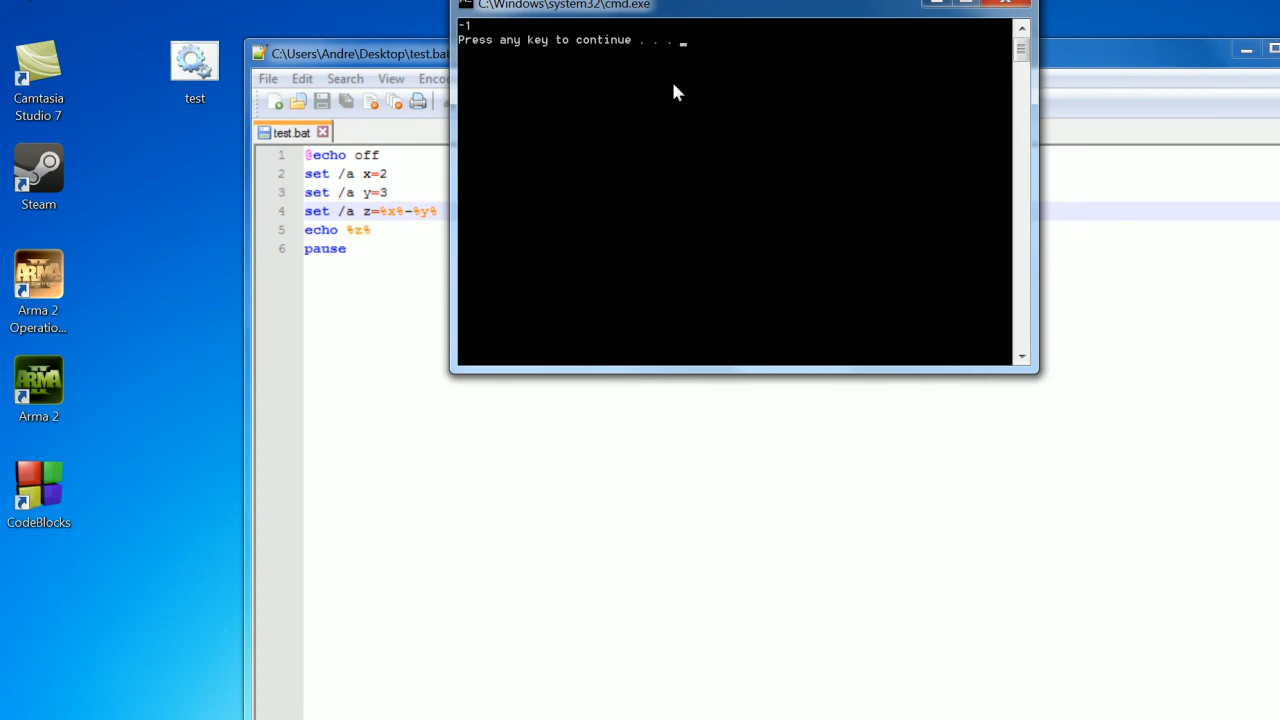 C:\Windows\system32\cmd.exe
-1
Press any key to continue . . .
C:\Users\Andre\Desktop\test.bat
File Edit Search View Enco
test.bat
1 @echo off
2 set /a x=2
3 set /a y=3
4 set /a z=%x%-%y%
5 echo %z%
6 pause
Camtasia
Studio 7
test
Steam
ARMA
Arma 2
Operatio...
ARMA
Arma 2
CodeBlocks